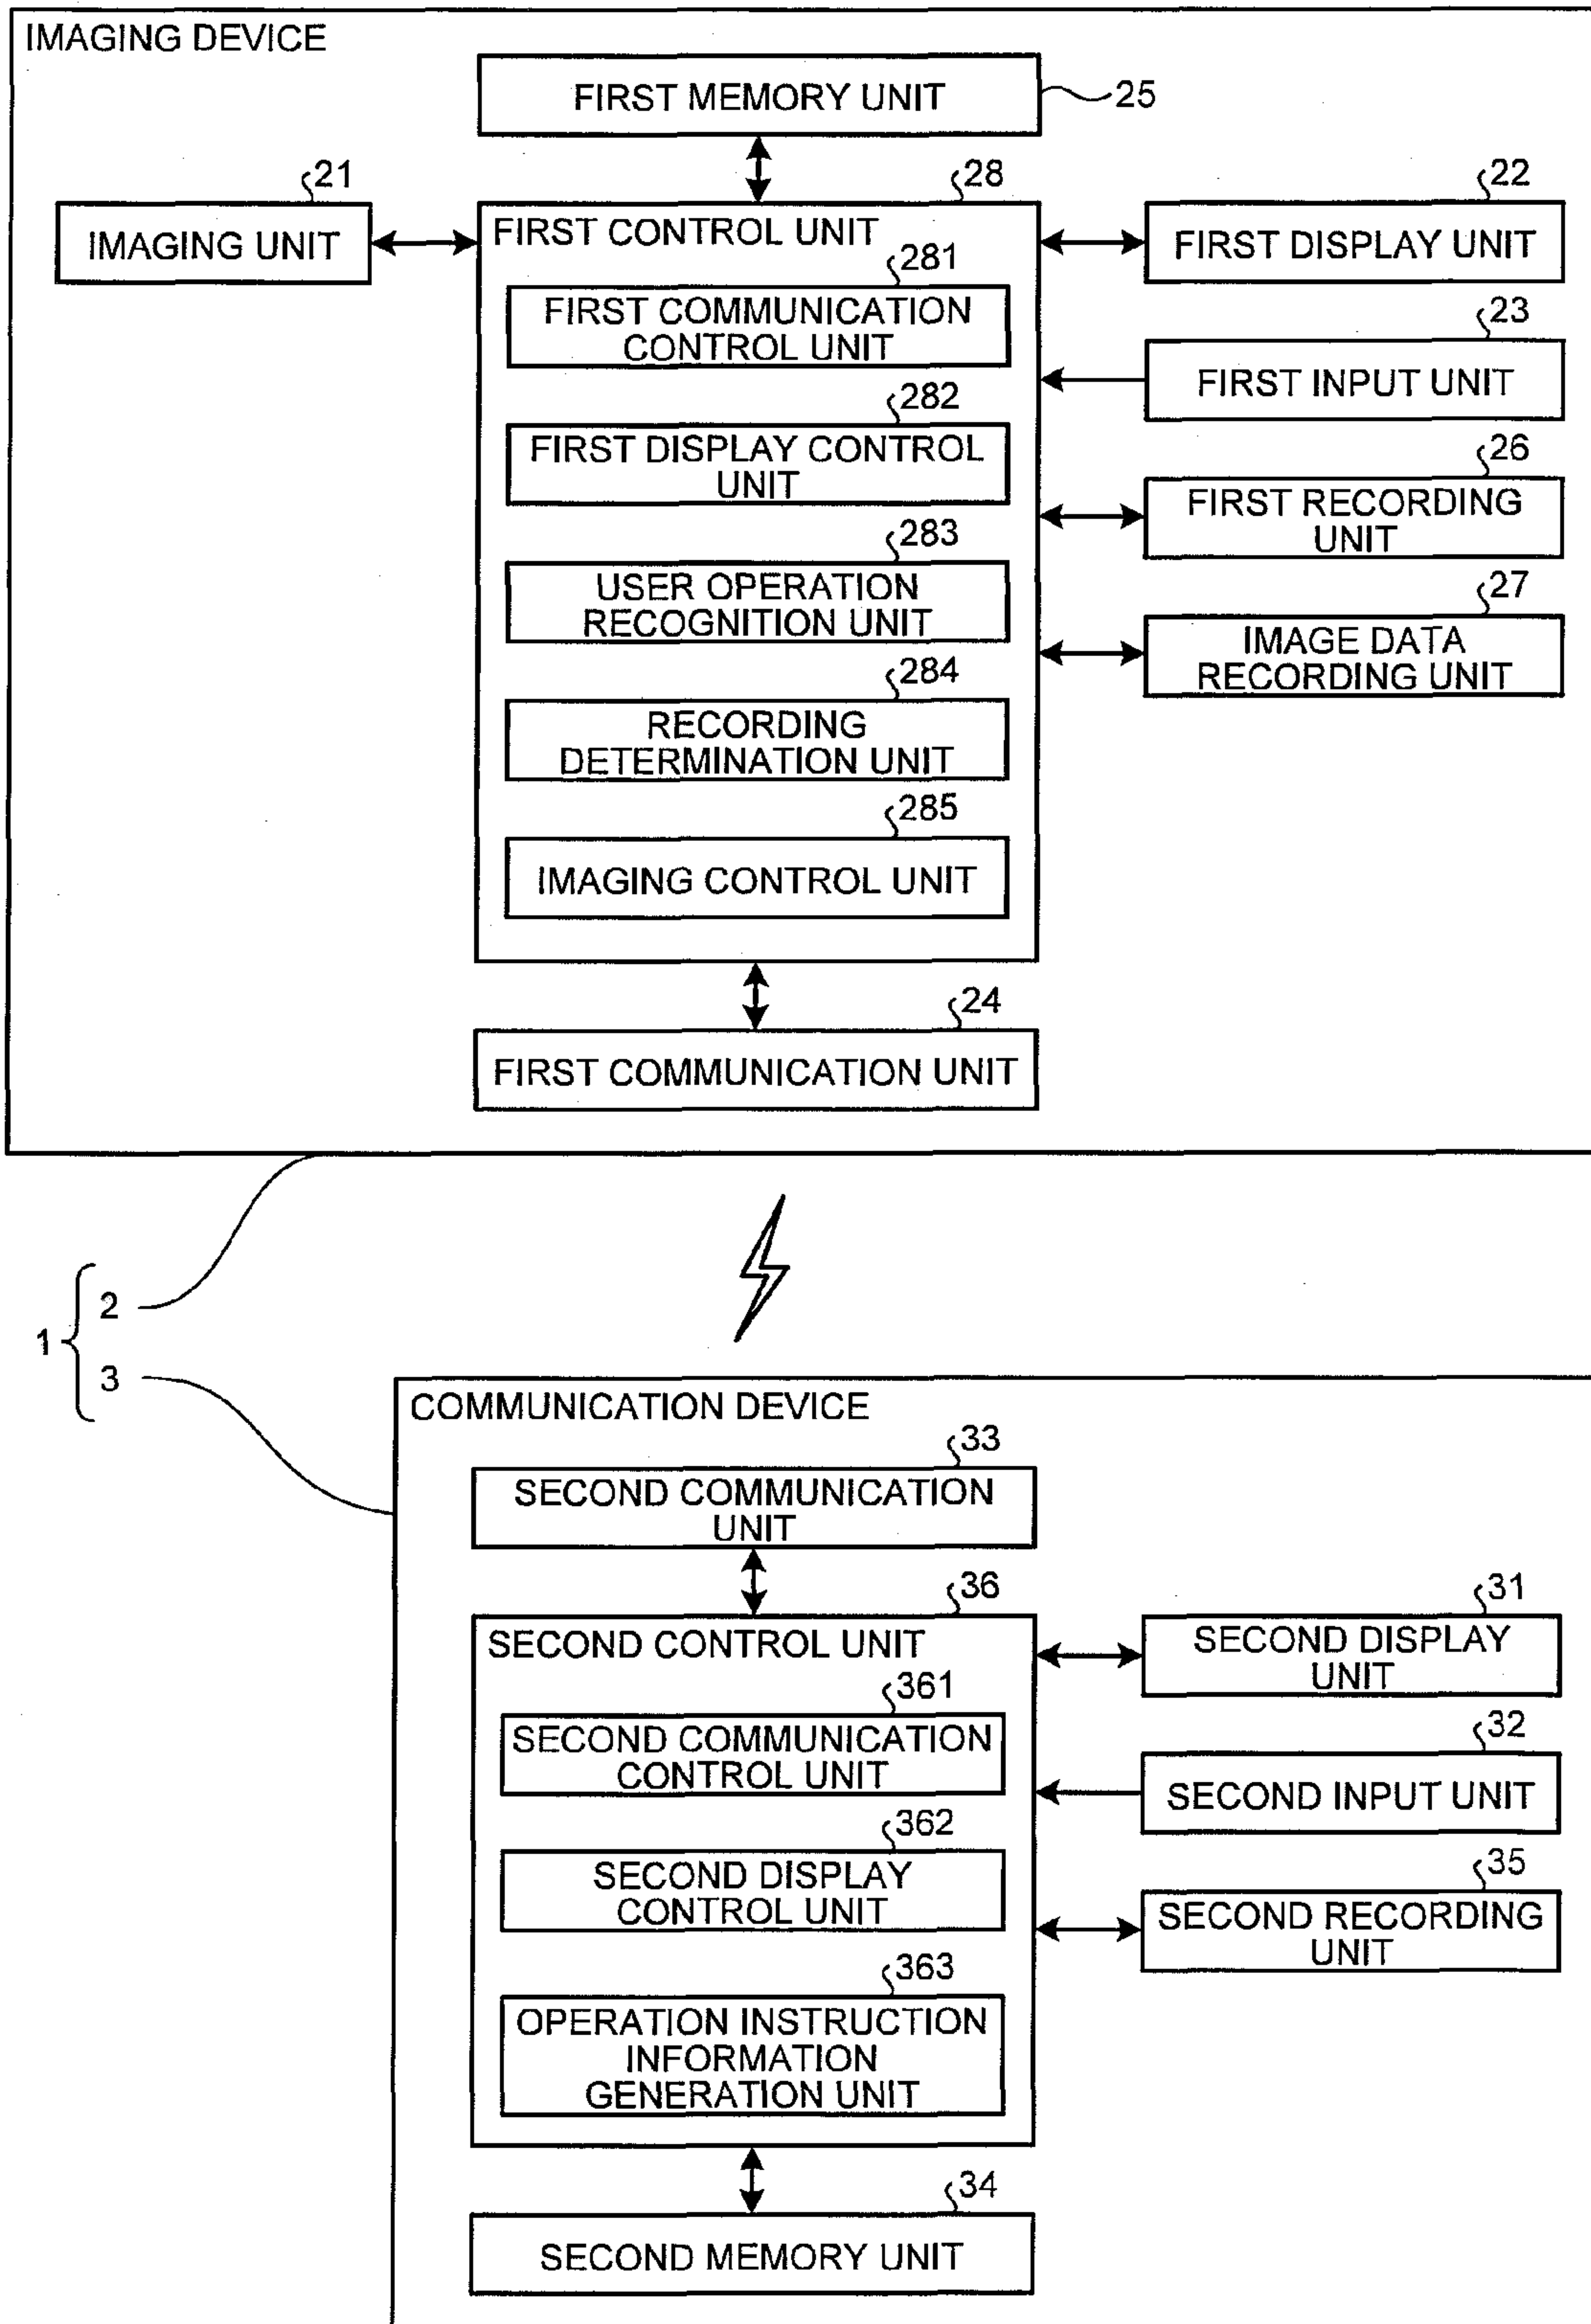 IMAGING DEVICE
FIRST MEMORY UNIT
25
21
28
22
IMAGING UNIT
FIRST CONTROL UNIT
FIRST DISPLAY UNIT
281
FIRST COMMUNICATION
CONTROL UNIT
23
FIRST INPUT UNIT
282
FIRST DISPLAY CONTROL
UNIT
26
FIRST RECORDING
UNIT
283
USER OPERATION
RECOGNITION UNIT
27
IMAGE DATA
RECORDING UNIT
284
RECORDING
DETERMINATION UNIT
285
IMAGING CONTROL UNIT
24
FIRST COMMUNICATION UNIT
1
2
3
COMMUNICATION DEVICE
33
SECOND COMMUNICATION
UNIT
36
31
SECOND CONTROL UNIT
SECOND DISPLAY
UNIT
361
SECOND COMMUNICATION
CONTROL UNIT
32
SECOND INPUT UNIT
362
SECOND DISPLAY
CONTROL UNIT
35
SECOND RECORDING
UNIT
363
OPERATION INSTRUCTION
INFORMATION
GENERATION UNIT
34
SECOND MEMORY UNIT